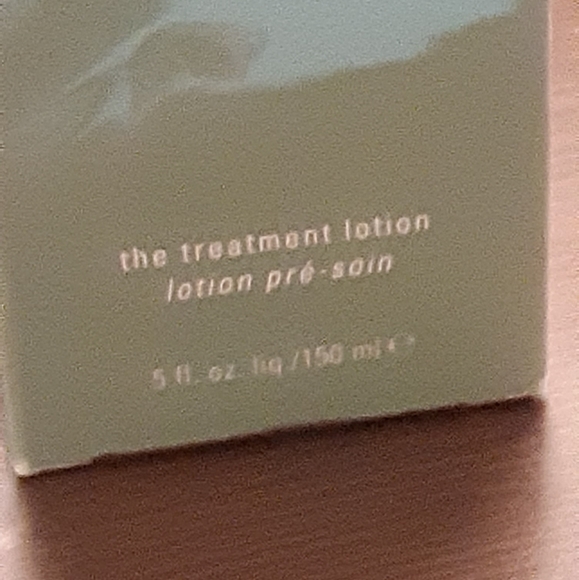 the treatment lotion
lotion pré-soin
5 fl. oz. liq./150 ml ℮